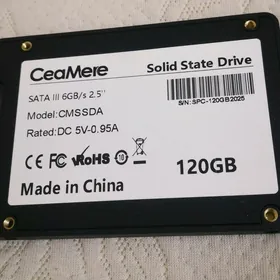 CeaMere
Solid State Drive
SATA III 6GB/s 2.5''
S/N:SPC-120GB2025
Model:CMSSDA
Rated:DC 5V-0.95A
CE FC RoHS 10
120GB
Made in China